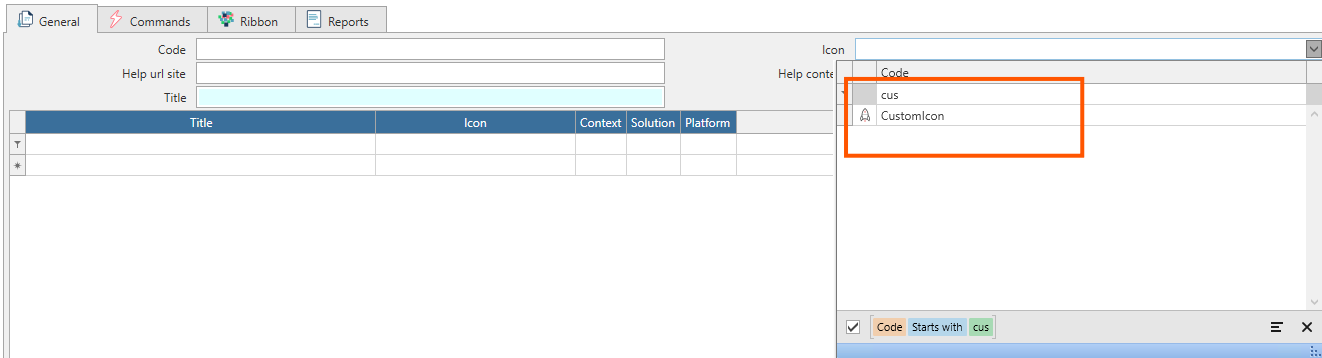 General Commands Ribbon Reports
Code Icon
Help url site Help conte
Title
Code
cus
CustomIcon
Title Icon Context Solution Platform
Code Starts with cus